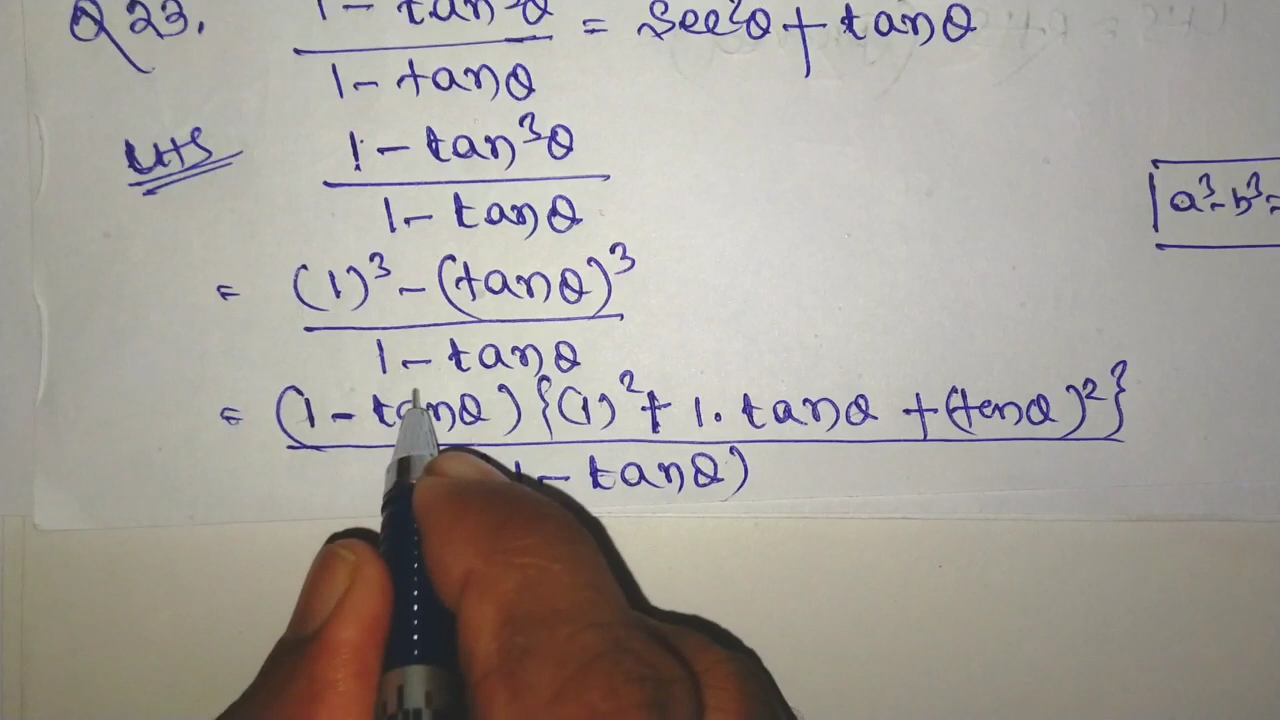 Q 23. 1 - tan³θ / 1 - tanθ = Sec²θ + tanθ
LHS 1 - tan³θ
1 - tanθ
= (1)³ - (tanθ)³
1 - tanθ
= (1 - tanθ) {(1)² + 1. tanθ + (tanθ)²}
1 - tanθ)
a³-b³=